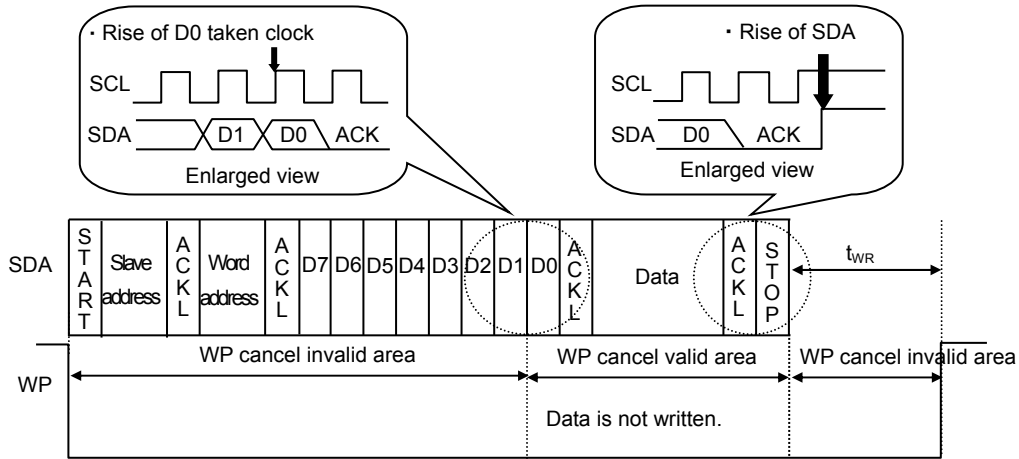 ・Rise of D0 taken clock
SCL
SDA D1 D0 ACK
Enlarged view
・Rise of SDA
SCL
SDA D0 ACK
Enlarged view
SDA START Slave address ACKL Word address ACKL D7 D6 D5 D4 D3 D2 D1 D0 ACKL Data ACKL STOP tWR
WP cancel invalid area WP cancel valid area WP cancel invalid area
WP
Data is not written.